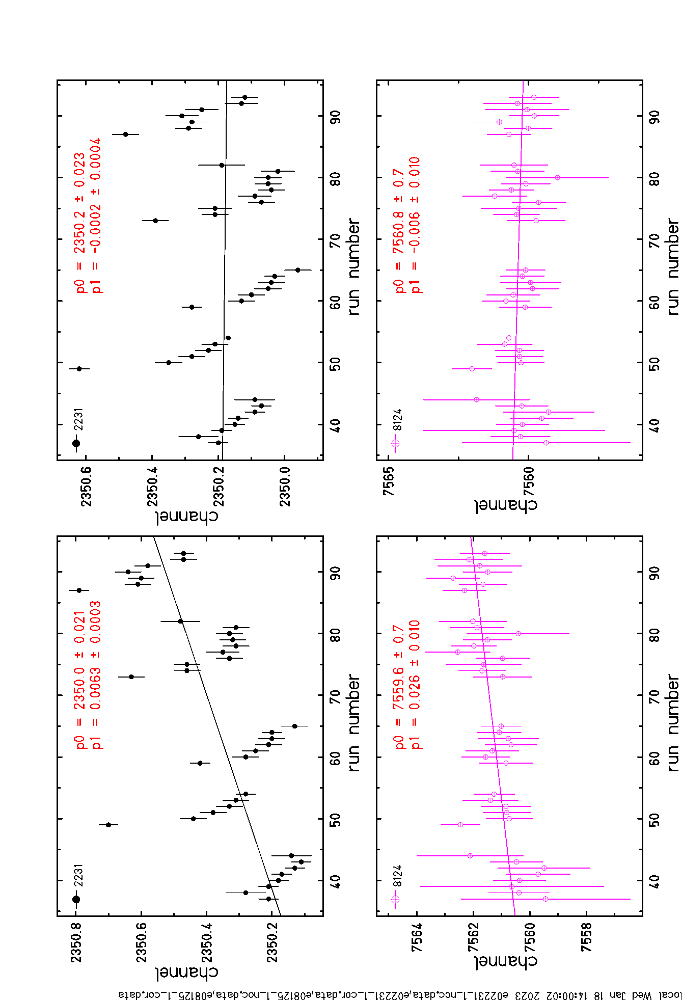 local Wed Jan 18 14:00:02 2023 e02231_1_noc.data,e02231_1_cor.data,e08125_1_noc.data,e08125_1_cor.data
channel
2350.8
2350.6
2350.4
2350.2
2231
p0 = 2350.0 ± 0.021
p1 = 0.0063 ± 0.0003
40 50 60 70 80 90
run number
channel
2350.6
2350.4
2350.2
2350.0
2231
p0 = 2350.2 ± 0.023
p1 = -0.0002 ± 0.0004
40 50 60 70 80 90
run number
channel
7564
7562
7560
7558
8124
p0 = 7559.6 ± 0.7
p1 = 0.026 ± 0.010
40 50 60 70 80 90
run number
channel
7565
7560
8124
p0 = 7560.8 ± 0.7
p1 = -0.006 ± 0.010
40 50 60 70 80 90
run number